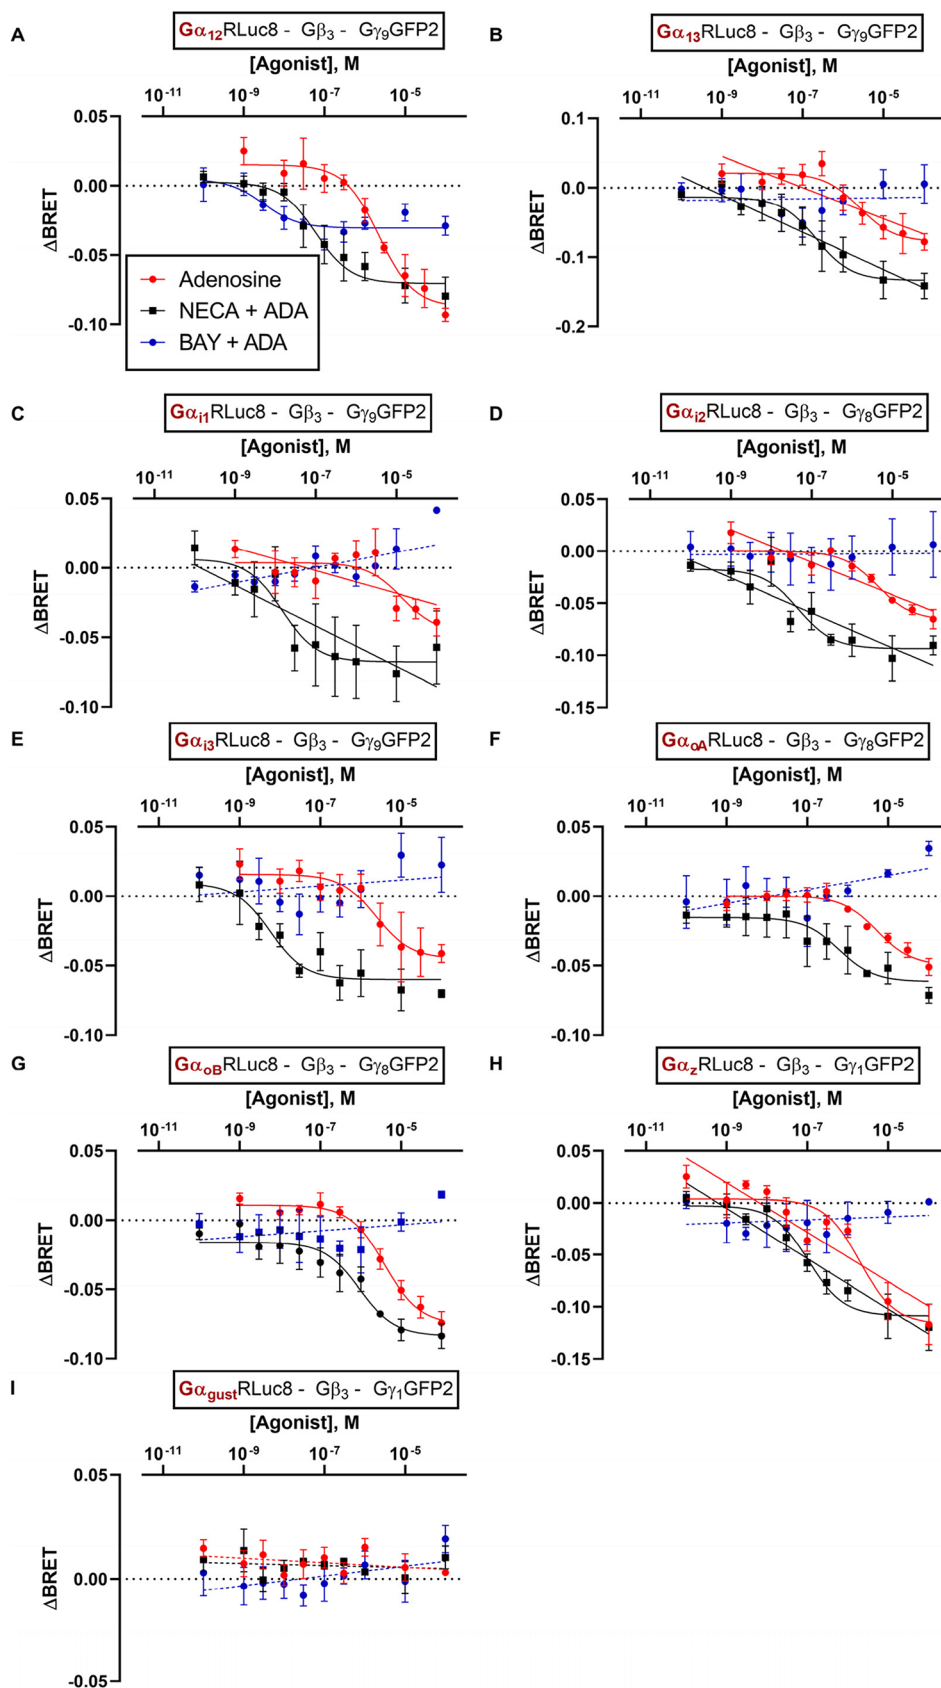 A
Gα12RLuc8 - Gβ3 - Gγ9GFP2
[Agonist], M
10-11 10-9 10-7 10-5
0.05
0.00
-0.05
-0.10
ΔBRET
Adenosine
NECA + ADA
BAY + ADA
B
Gα13RLuc8 - Gβ3 - Gγ9GFP2
[Agonist], M
10-11 10-9 10-7 10-5
0.1
0.0
-0.1
-0.2
ΔBRET
C
Gαi1RLuc8 - Gβ3 - Gγ9GFP2
[Agonist], M
10-11 10-9 10-7 10-5
0.05
0.00
-0.05
-0.10
ΔBRET
D
Gαi2RLuc8 - Gβ3 - Gγ8GFP2
[Agonist], M
10-11 10-9 10-7 10-5
0.05
0.00
-0.05
-0.10
-0.15
ΔBRET
E
Gαi3RLuc8 - Gβ3 - Gγ9GFP2
[Agonist], M
10-11 10-9 10-7 10-5
0.05
0.00
-0.05
-0.10
ΔBRET
F
GαoARLuc8 - Gβ3 - Gγ8GFP2
[Agonist], M
10-11 10-9 10-7 10-5
0.05
0.00
-0.05
-0.10
ΔBRET
G
GαoBRLuc8 - Gβ3 - Gγ8GFP2
[Agonist], M
10-11 10-9 10-7 10-5
0.05
0.00
-0.05
-0.10
ΔBRET
H
GαzRLuc8 - Gβ3 - Gγ1GFP2
[Agonist], M
10-11 10-9 10-7 10-5
0.05
0.00
-0.05
-0.10
-0.15
ΔBRET
I
GαgustRLuc8 - Gβ3 - Gγ1GFP2
[Agonist], M
10-11 10-9 10-7 10-5
0.05
0.00
-0.05
ΔBRET